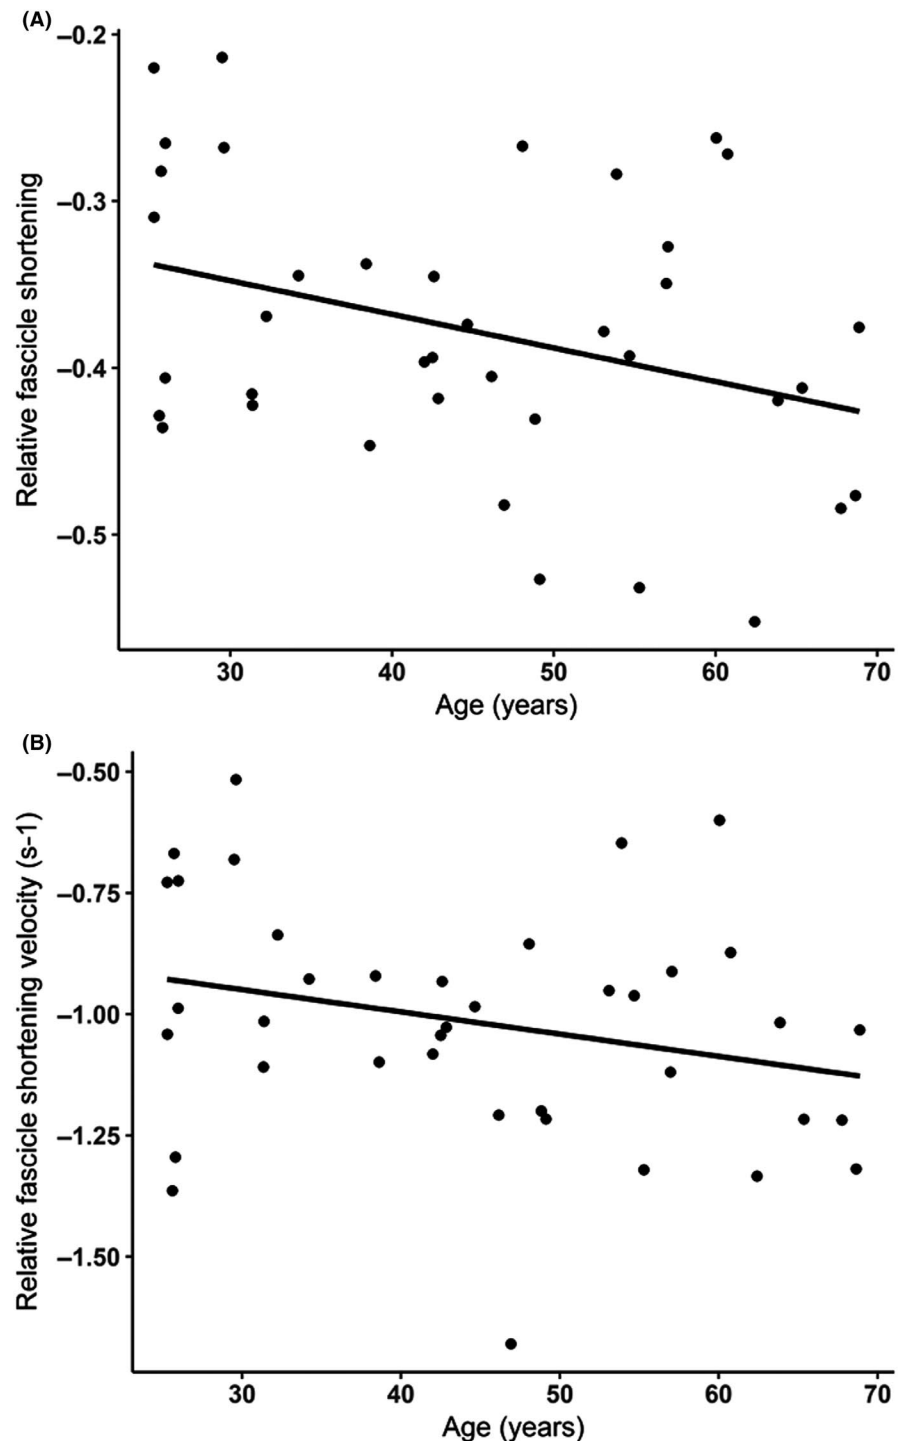 (A)
–0.2
–0.3
–0.4
–0.5
Relative fascicle shortening
30 40 50 60 70
Age (years)
(B)
–0.50
–0.75
–1.00
–1.25
–1.50
Relative fascicle shortening velocity (s-1)
30 40 50 60 70
Age (years)